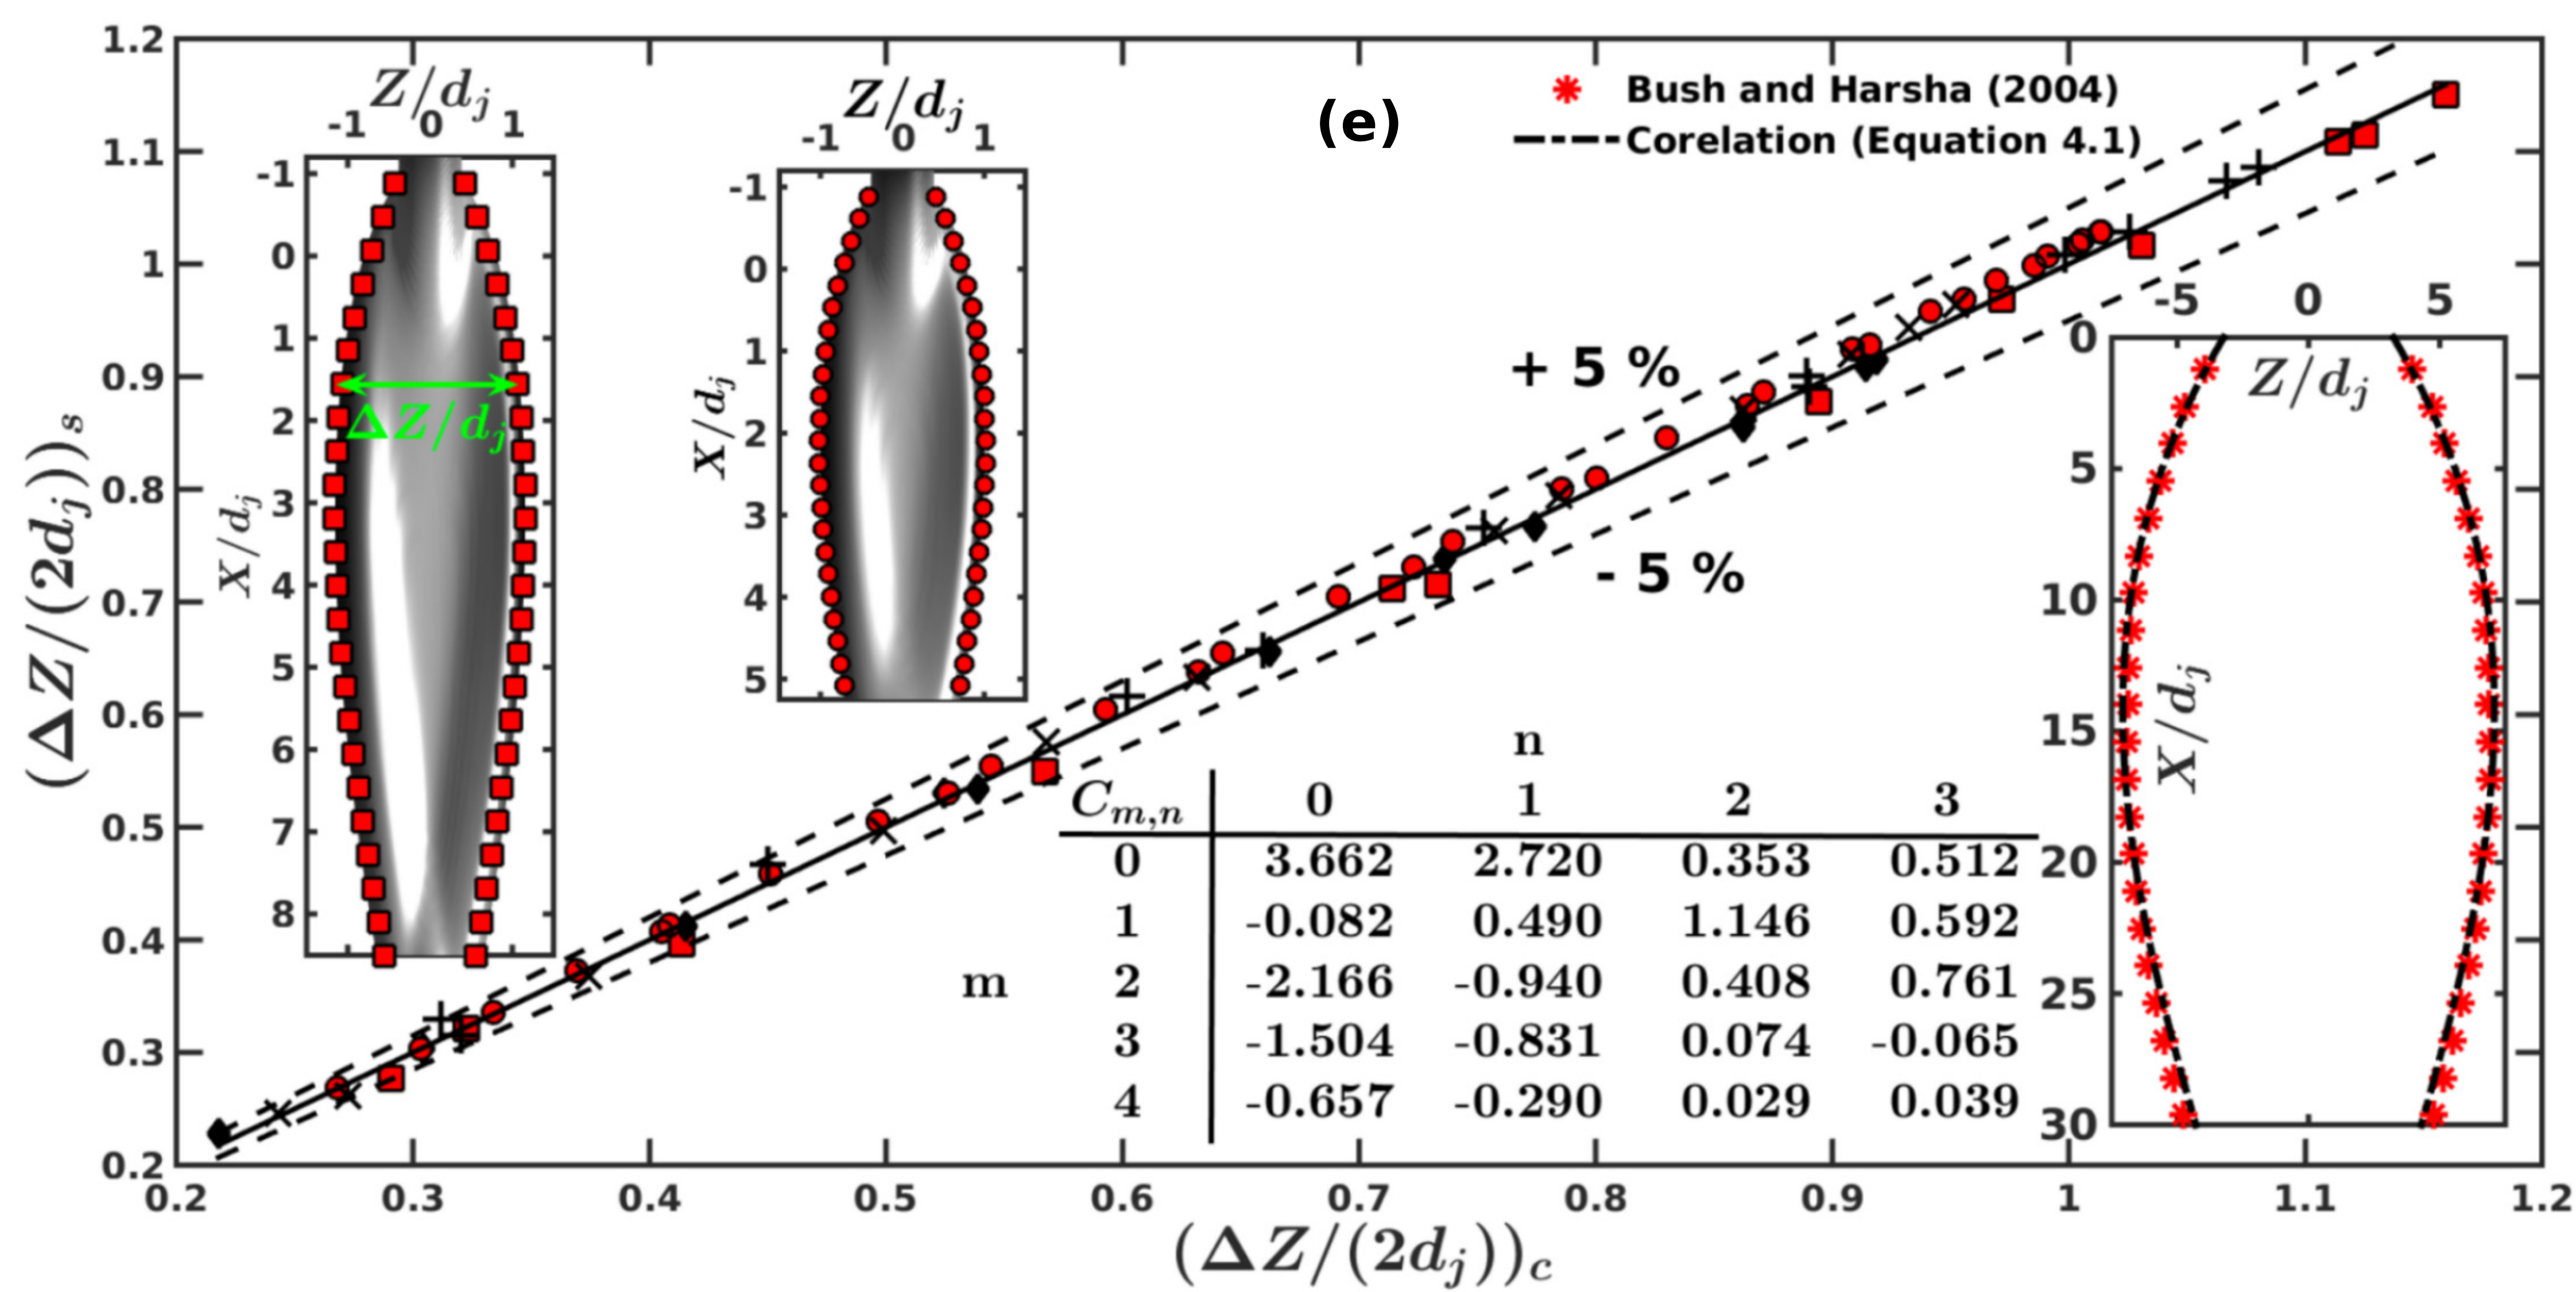 (e)
Bush and Harsha (2004)
Corelation (Equation 4.1)
+ 5 %
- 5 %
(ΔZ/(2d_j))_s
1.2
1.1
1
0.9
0.8
0.7
0.6
0.5
0.4
0.3
0.2
0.2 0.3 0.4 0.5 0.6 0.7 0.8 0.9 1 1.1 1.2
(ΔZ/(2d_j))_c
Z/d_j
-1 0 1
-1
0
1
2
3
4
5
6
7
8
X/d_j
ΔZ/d_j
Z/d_j
-1 0 1
-1
0
1
2
3
4
5
X/d_j
-5 0 5
Z/d_j
0
5
10
15
20
25
30
X/d_j
n
C_{m,n} 0 1 2 3
0 3.662 2.720 0.353 0.512
1 -0.082 0.490 1.146 0.592
m 2 -2.166 -0.940 0.408 0.761
3 -1.504 -0.831 0.074 -0.065
4 -0.657 -0.290 0.029 0.039